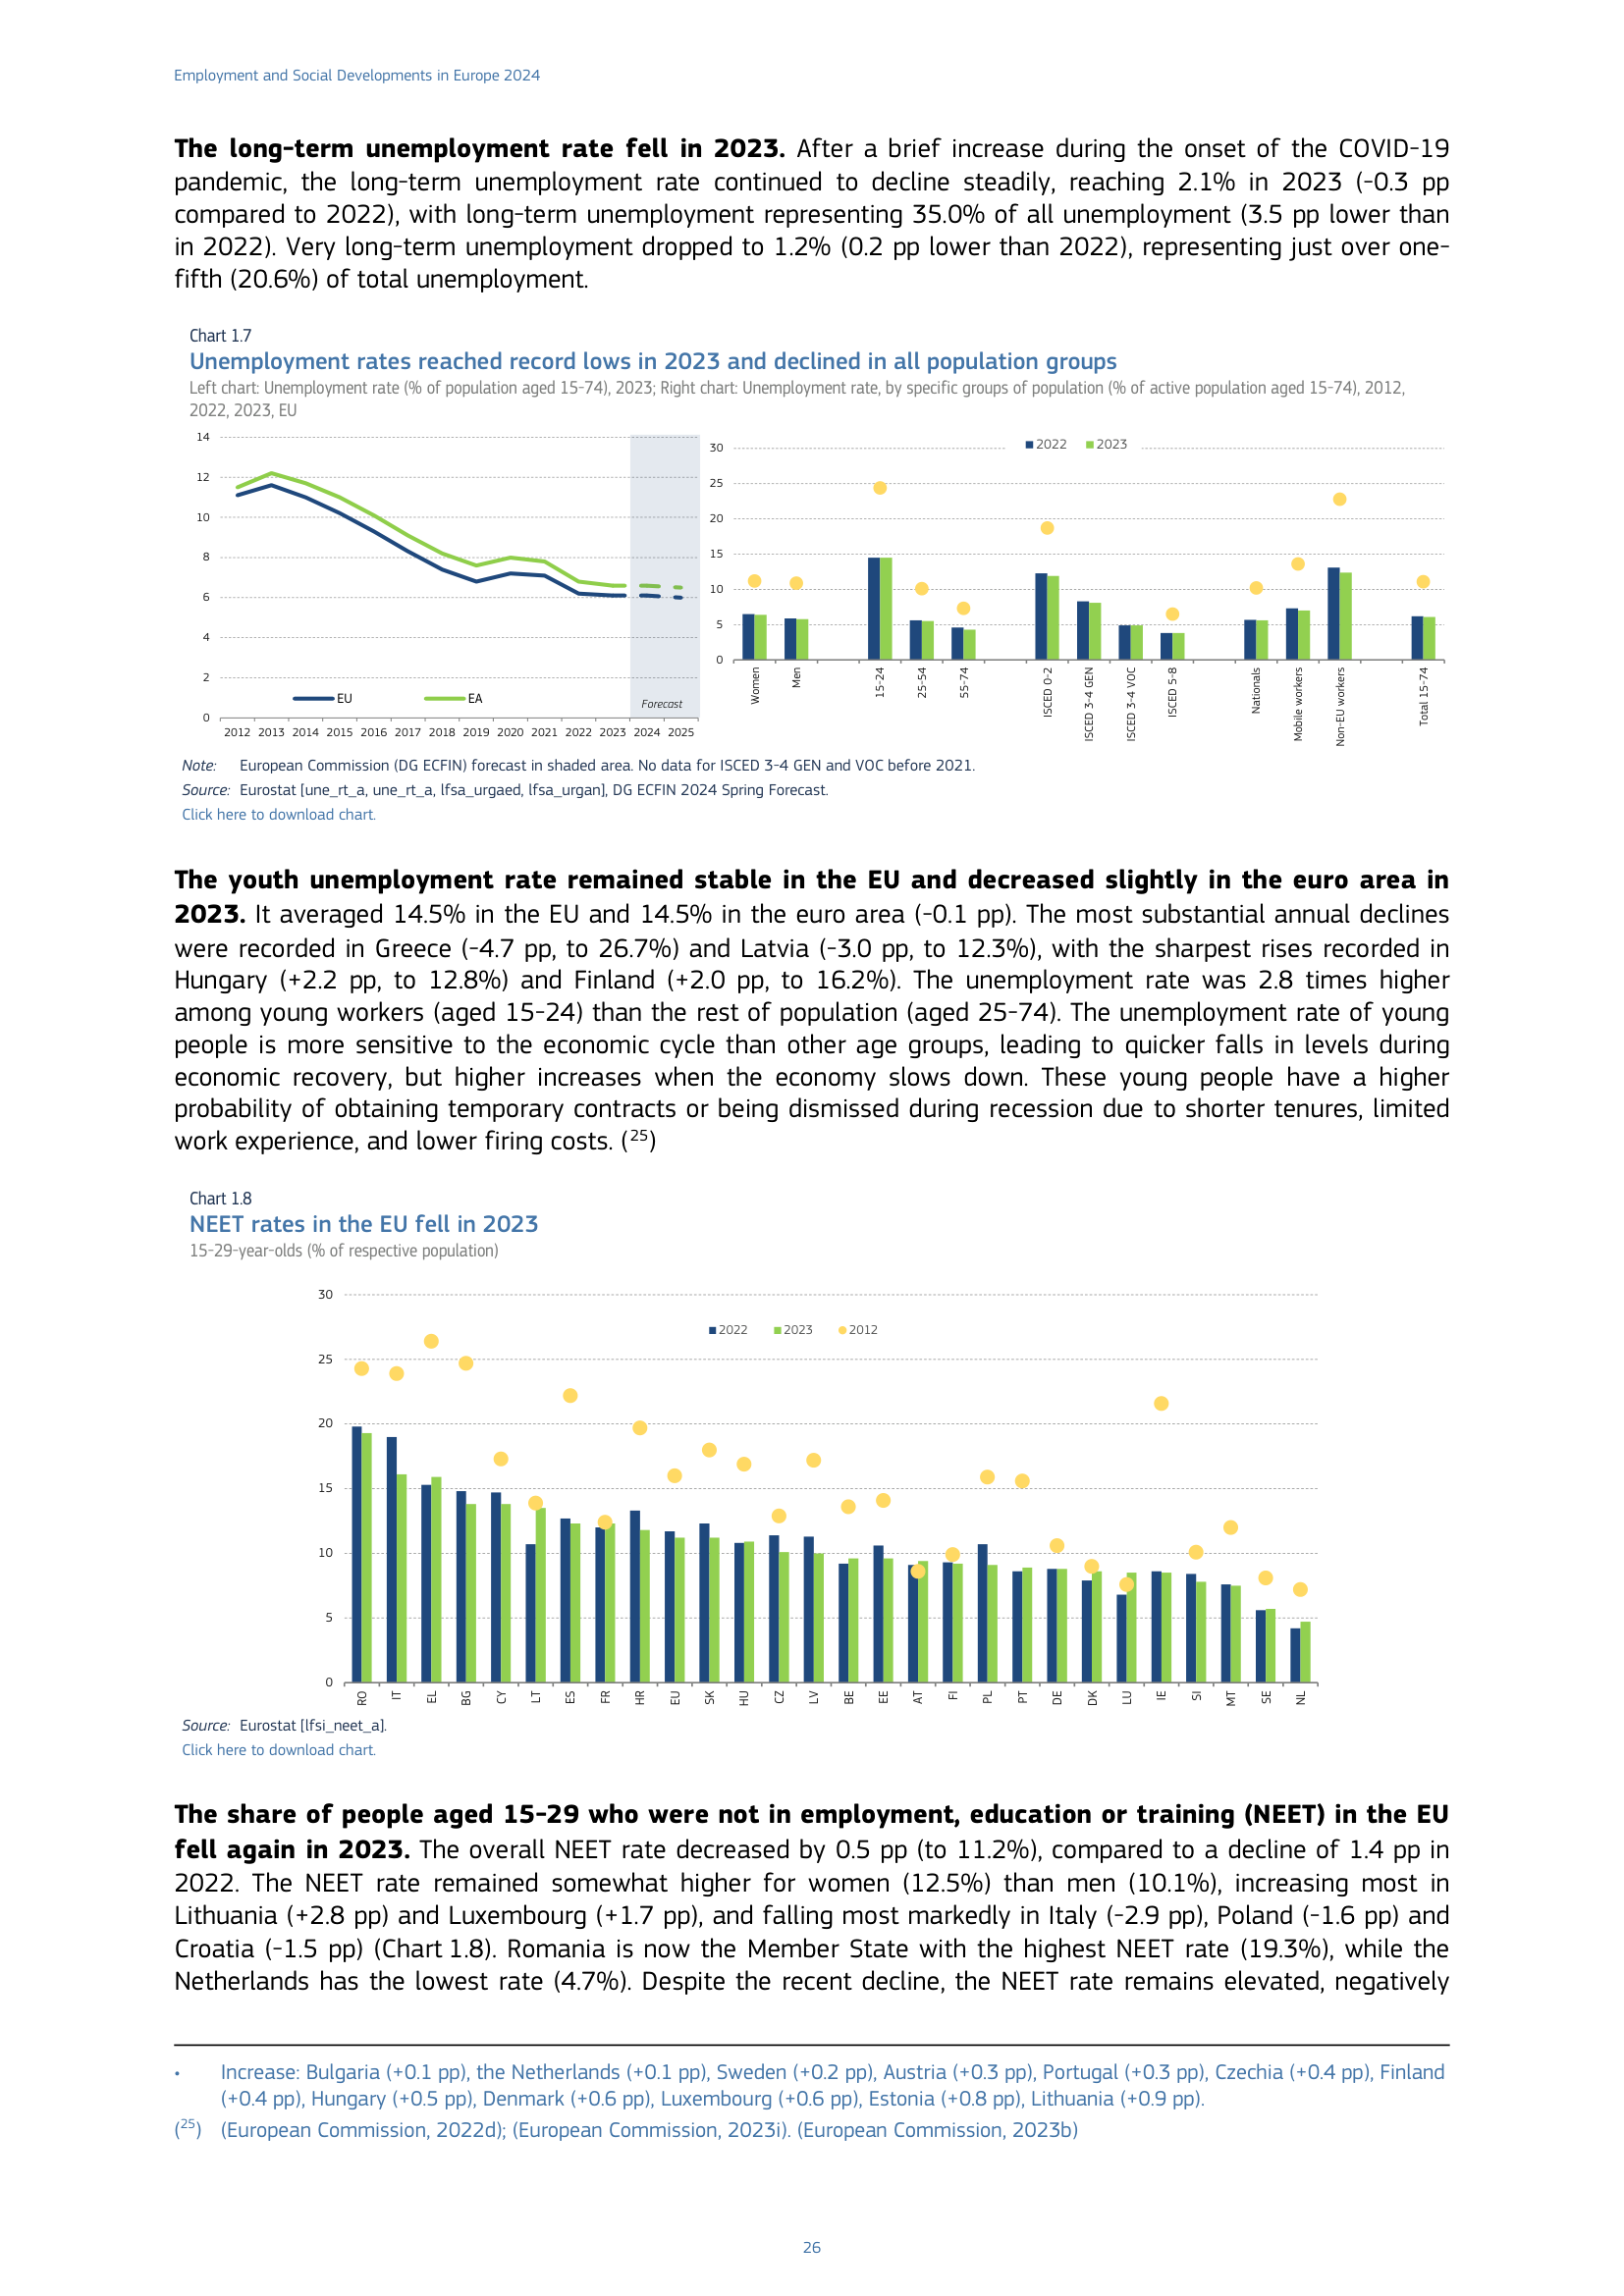 Employment and Social Developments in Europe 2024
The long-term unemployment rate fell in 2023. After a brief increase during the onset of the COVID-19
pandemic, the long-term unemployment rate continued to decline steadily, reaching 2.1% in 2023 (-0.3 pp
compared to 2022), with long-term unemployment representing 35.0% of all unemployment (3.5 pp lower than
in 2022). Very long-term unemployment dropped to 1.2% (0.2 pp lower than 2022), representing just over one-
fifth (20.6%) of total unemployment.
Chart 1.7
Unemployment rates reached record lows in 2023 and declined in all population groups
Left chart: Unemployment rate (% of population aged 15-74), 2023; Right chart: Unemployment rate, by specific groups of population (% of active population aged 15-74), 2012,
2022, 2023, EU
14
12
10
8
6
4
2
0
EU EA
Forecast
2012 2013 2014 2015 2016 2017 2018 2019 2020 2021 2022 2023 2024 2025
2022 2023
30
25
20
15
10
5
0
Women
Men
15-24
25-54
55-74
ISCED 0-2
ISCED 3-4 GEN
ISCED 3-4 VOC
ISCED 5-8
Nationals
Mobile workers
Non-EU workers
Total 15-74
Note: European Commission (DG ECFIN) forecast in shaded area. No data for ISCED 3-4 GEN and VOC before 2021.
Source: Eurostat [une_rt_a, une_rt_a, lfsa_urgaed, lfsa_urgan], DG ECFIN 2024 Spring Forecast.
Click here to download chart.
The youth unemployment rate remained stable in the EU and decreased slightly in the euro area in
2023. It averaged 14.5% in the EU and 14.5% in the euro area (-0.1 pp). The most substantial annual declines
were recorded in Greece (-4.7 pp, to 26.7%) and Latvia (-3.0 pp, to 12.3%), with the sharpest rises recorded in
Hungary (+2.2 pp, to 12.8%) and Finland (+2.0 pp, to 16.2%). The unemployment rate was 2.8 times higher
among young workers (aged 15-24) than the rest of population (aged 25-74). The unemployment rate of young
people is more sensitive to the economic cycle than other age groups, leading to quicker falls in levels during
economic recovery, but higher increases when the economy slows down. These young people have a higher
probability of obtaining temporary contracts or being dismissed during recession due to shorter tenures, limited
work experience, and lower firing costs. (25)
Chart 1.8
NEET rates in the EU fell in 2023
15-29-year-olds (% of respective population)
30
25
20
15
10
5
0
2022 2023 2012
RO
IT
EL
BG
CY
LT
ES
FR
HR
EU
SK
HU
CZ
LV
BE
EE
AT
FI
PL
PT
DE
DK
LU
IE
SI
MT
SE
NL
Source: Eurostat [lfsi_neet_a].
Click here to download chart.
The share of people aged 15-29 who were not in employment, education or training (NEET) in the EU
fell again in 2023. The overall NEET rate decreased by 0.5 pp (to 11.2%), compared to a decline of 1.4 pp in
2022. The NEET rate remained somewhat higher for women (12.5%) than men (10.1%), increasing most in
Lithuania (+2.8 pp) and Luxembourg (+1.7 pp), and falling most markedly in Italy (-2.9 pp), Poland (-1.6 pp) and
Croatia (-1.5 pp) (Chart 1.8). Romania is now the Member State with the highest NEET rate (19.3%), while the
Netherlands has the lowest rate (4.7%). Despite the recent decline, the NEET rate remains elevated, negatively
• Increase: Bulgaria (+0.1 pp), the Netherlands (+0.1 pp), Sweden (+0.2 pp), Austria (+0.3 pp), Portugal (+0.3 pp), Czechia (+0.4 pp), Finland
(+0.4 pp), Hungary (+0.5 pp), Denmark (+0.6 pp), Luxembourg (+0.6 pp), Estonia (+0.8 pp), Lithuania (+0.9 pp).
(25) (European Commission, 2022d); (European Commission, 2023i). (European Commission, 2023b)
26